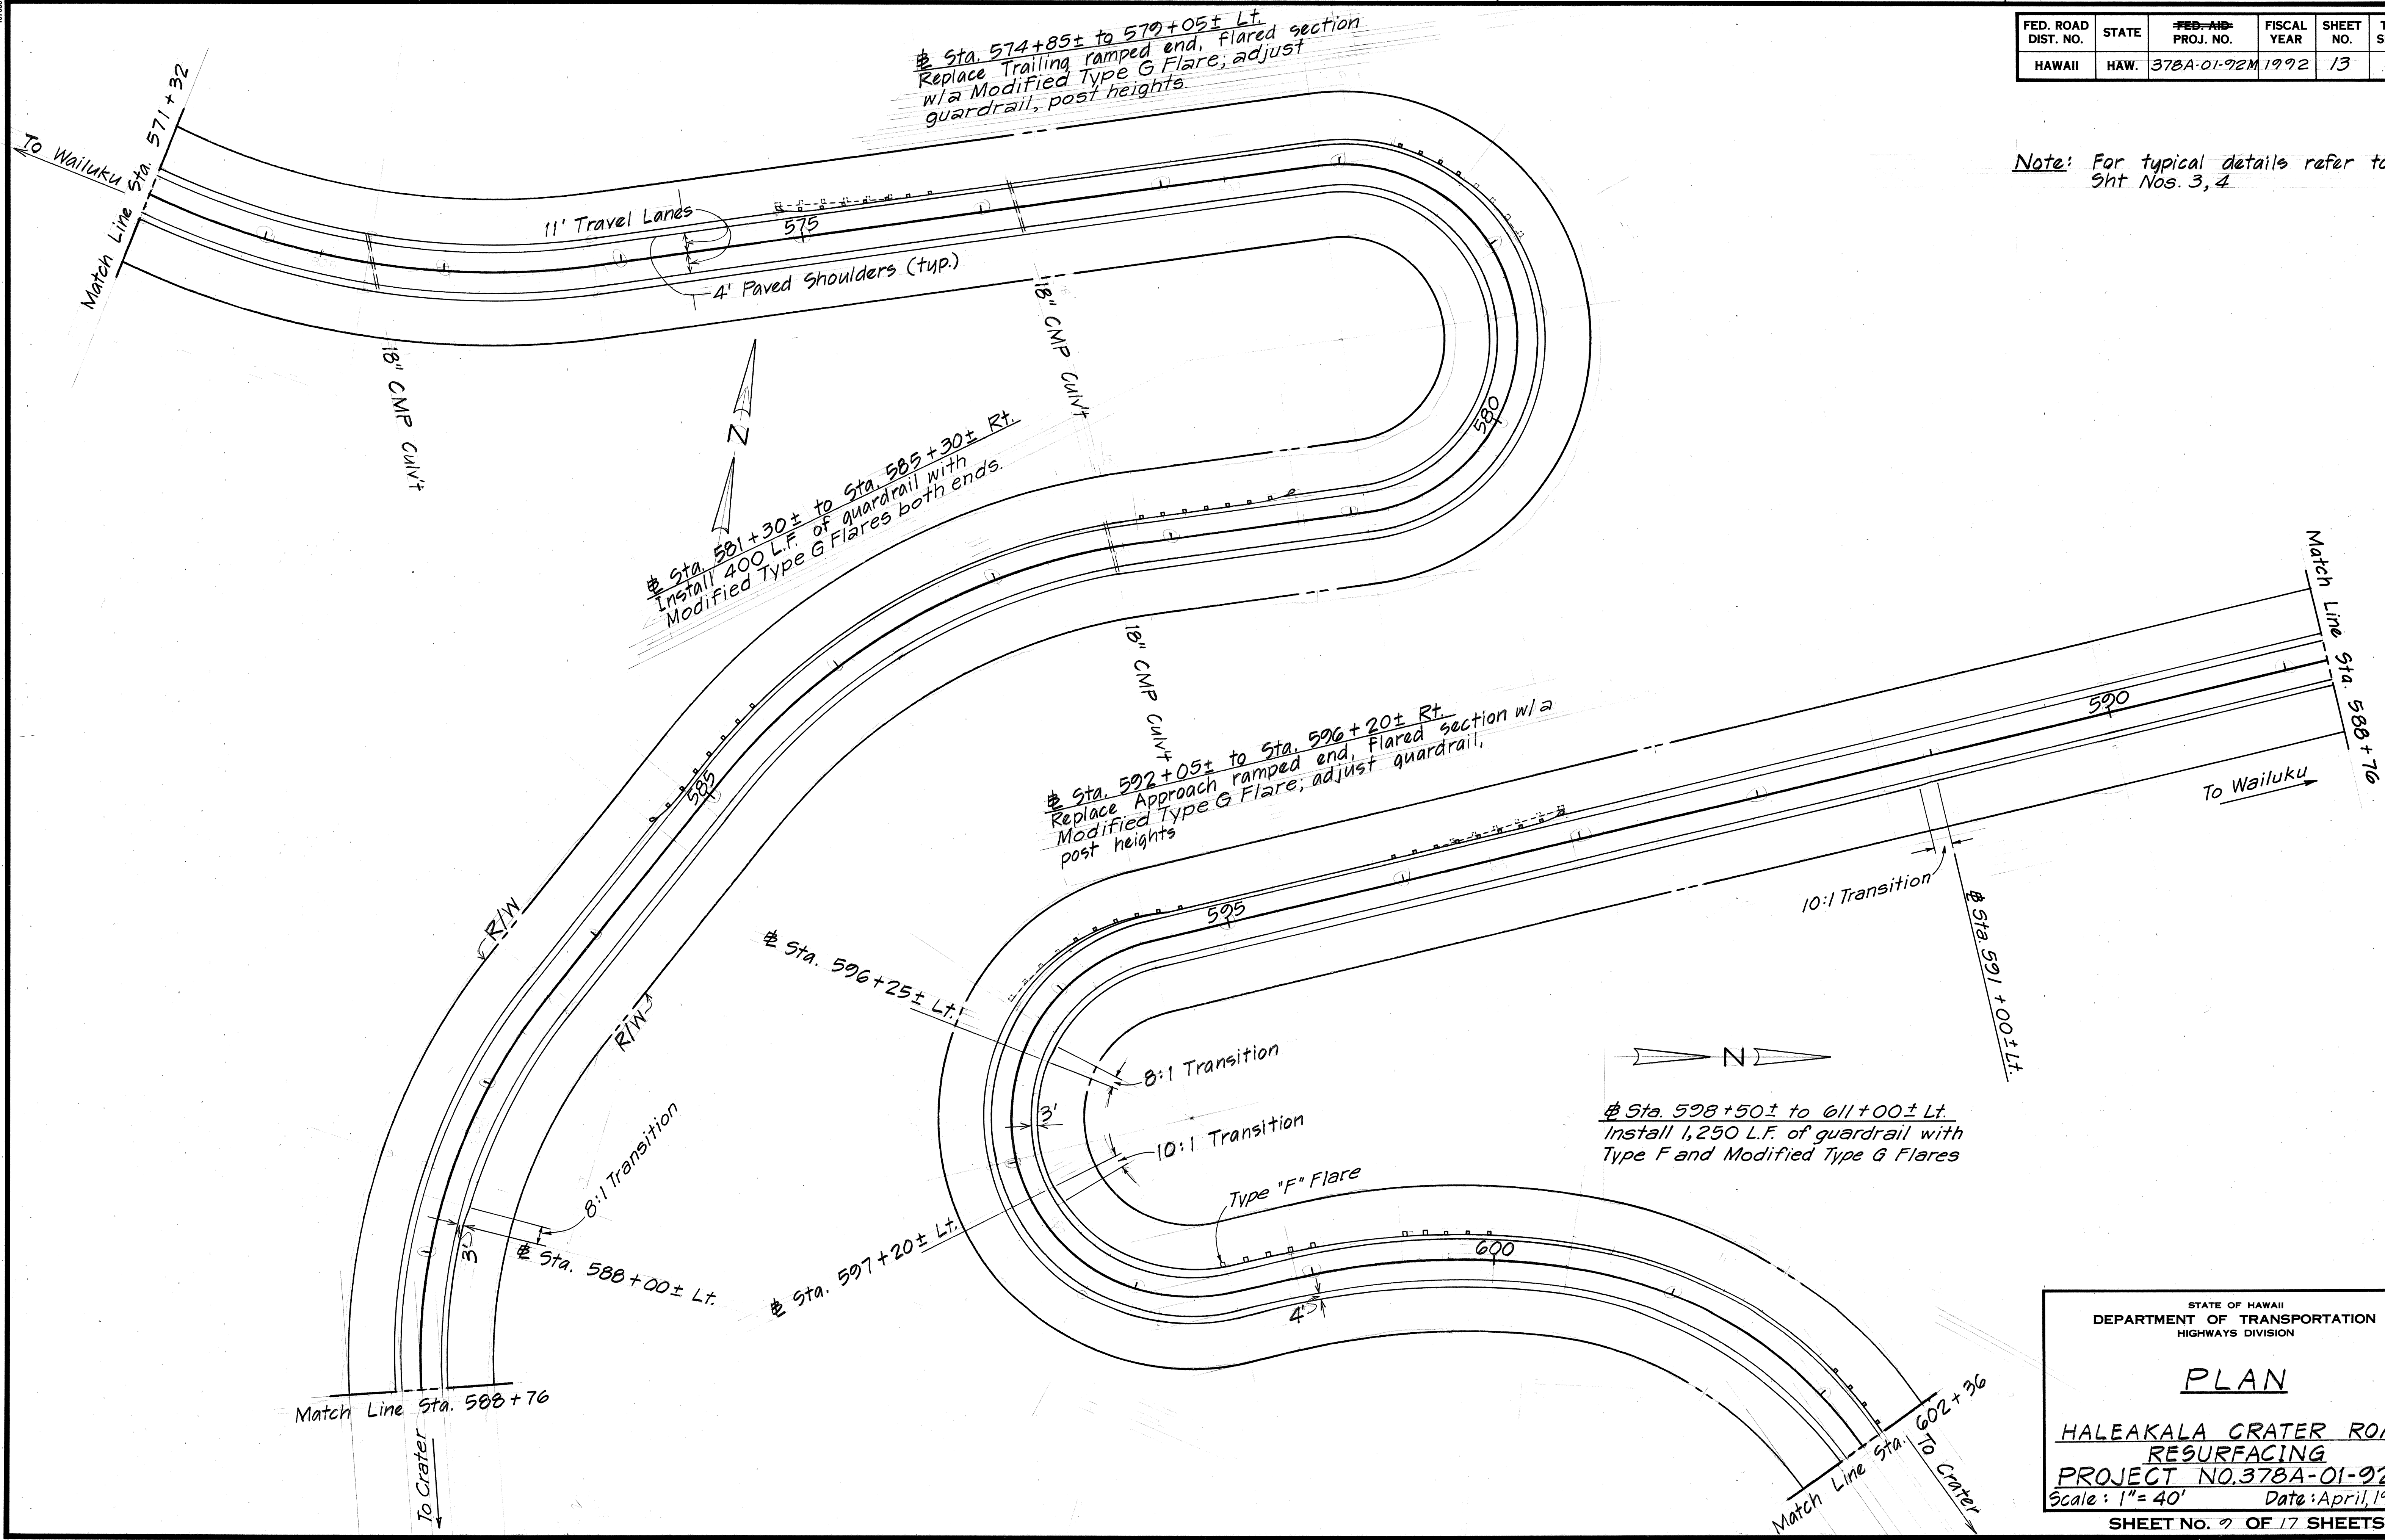 FED. ROAD DIST. NO.
STATE
FED. AID PROJ. NO.
FISCAL YEAR
SHEET NO.
HAWAII
HAW.
378A-01-92M
1992
13
Note: For typical details refer to
Sht Nos. 3, 4
℄ Sta. 574+85± to 579+05± Lt.
Replace Trailing ramped end, flared section
w/a Modified Type G Flare; adjust
guardrail, post heights.
To Wailuku
Match Line Sta. 571+32
11' Travel Lanes
575
4' Paved Shoulders (typ.)
18" CMP Culv't
18" CMP Culv't
N
580
℄ Sta. 581+30± to Sta. 585+30± Rt.
Install 400 L.F. of guardrail with
Modified Type G Flares both ends.
18" CMP Culv't
585
R/W
R/W
8:1 Transition
3'
℄ Sta. 588+00± Lt.
Match Line Sta. 588+76
To Crater
Match Line Sta. 588+76
590
To Wailuku
10:1 Transition
℄ Sta. 591+00± Lt.
℄ Sta. 592+05± to Sta. 596+20± Rt.
Replace Approach ramped end, flared section w/a
Modified Type G Flare; adjust guardrail,
post heights
595
℄ Sta. 596+25± Lt.
8:1 Transition
3'
10:1 Transition
℄ Sta. 597+20± Lt.
Type "F" Flare
N
℄ Sta. 598+50± to 611+00± Lt.
Install 1,250 L.F. of guardrail with
Type F and Modified Type G Flares
600
4'
Match Line Sta. 602+36
To Crater
STATE OF HAWAII
DEPARTMENT OF TRANSPORTATION
HIGHWAYS DIVISION
PLAN
HALEAKALA CRATER
RESURFACING
PROJECT NO. 378A-01-92
Scale: 1"=40'
Date: April,
SHEET No. 9 OF 17 SHEETS